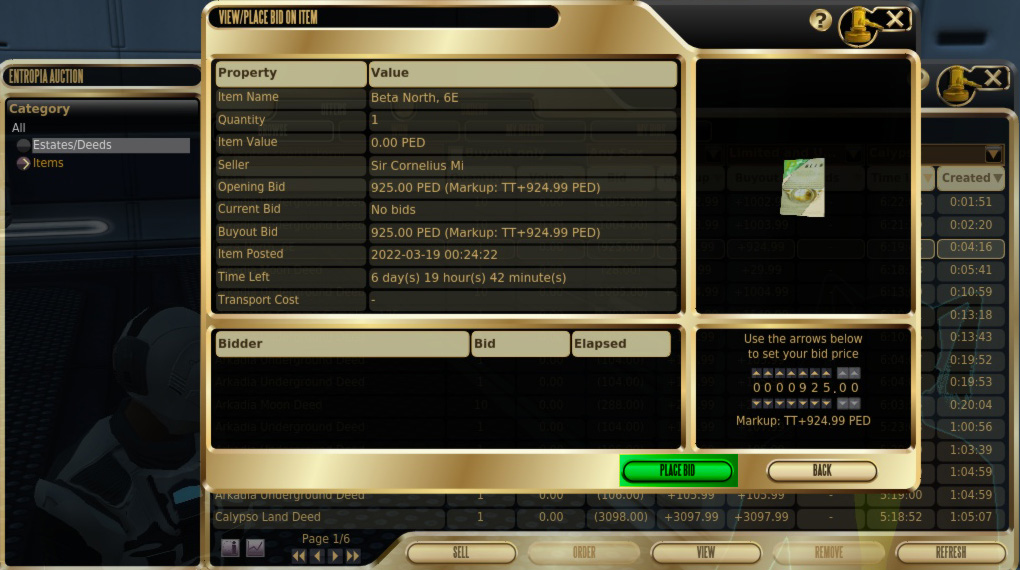 VIEW/PLACE BID ON ITEM
?
ENTROPIA AUCTION
Category
All
Estates/Deeds
Items
Property Value
Item Name Beta North, 6E
Quantity 1
Item Value 0.00 PED
Seller Sir Cornelius Mi
Opening Bid 925.00 PED (Markup: TT+924.99 PED)
Current Bid No bids
Buyout Bid 925.00 PED (Markup: TT+924.99 PED)
Item Posted 2022-03-19 00:24:22
Time Left 6 day(s) 19 hour(s) 42 minute(s)
Transport Cost -
Bidder Bid Elapsed
Use the arrows below
to set your bid price
0000925,00
Markup: TT+924.99 PED
PLACE BID
BACK
Created
0:01:51
0:02:20
0:04:16
0:05:41
0:10:59
0:13:18
0:13:43
0:19:52
0:19:53
0:20:04
1:00:56
1:03:39
1:04:59
Arkadia Underground Deed 1 0.00 (106.00) +105.99 +105.99 - 5:19:00 1:04:59
Calypso Land Deed 1 0.00 (3098.00) +3097.99 +3097.99 - 5:18:52 1:05:07
Page 1/6
SELL
ORDER
VIEW
REMOVE
REFRESH